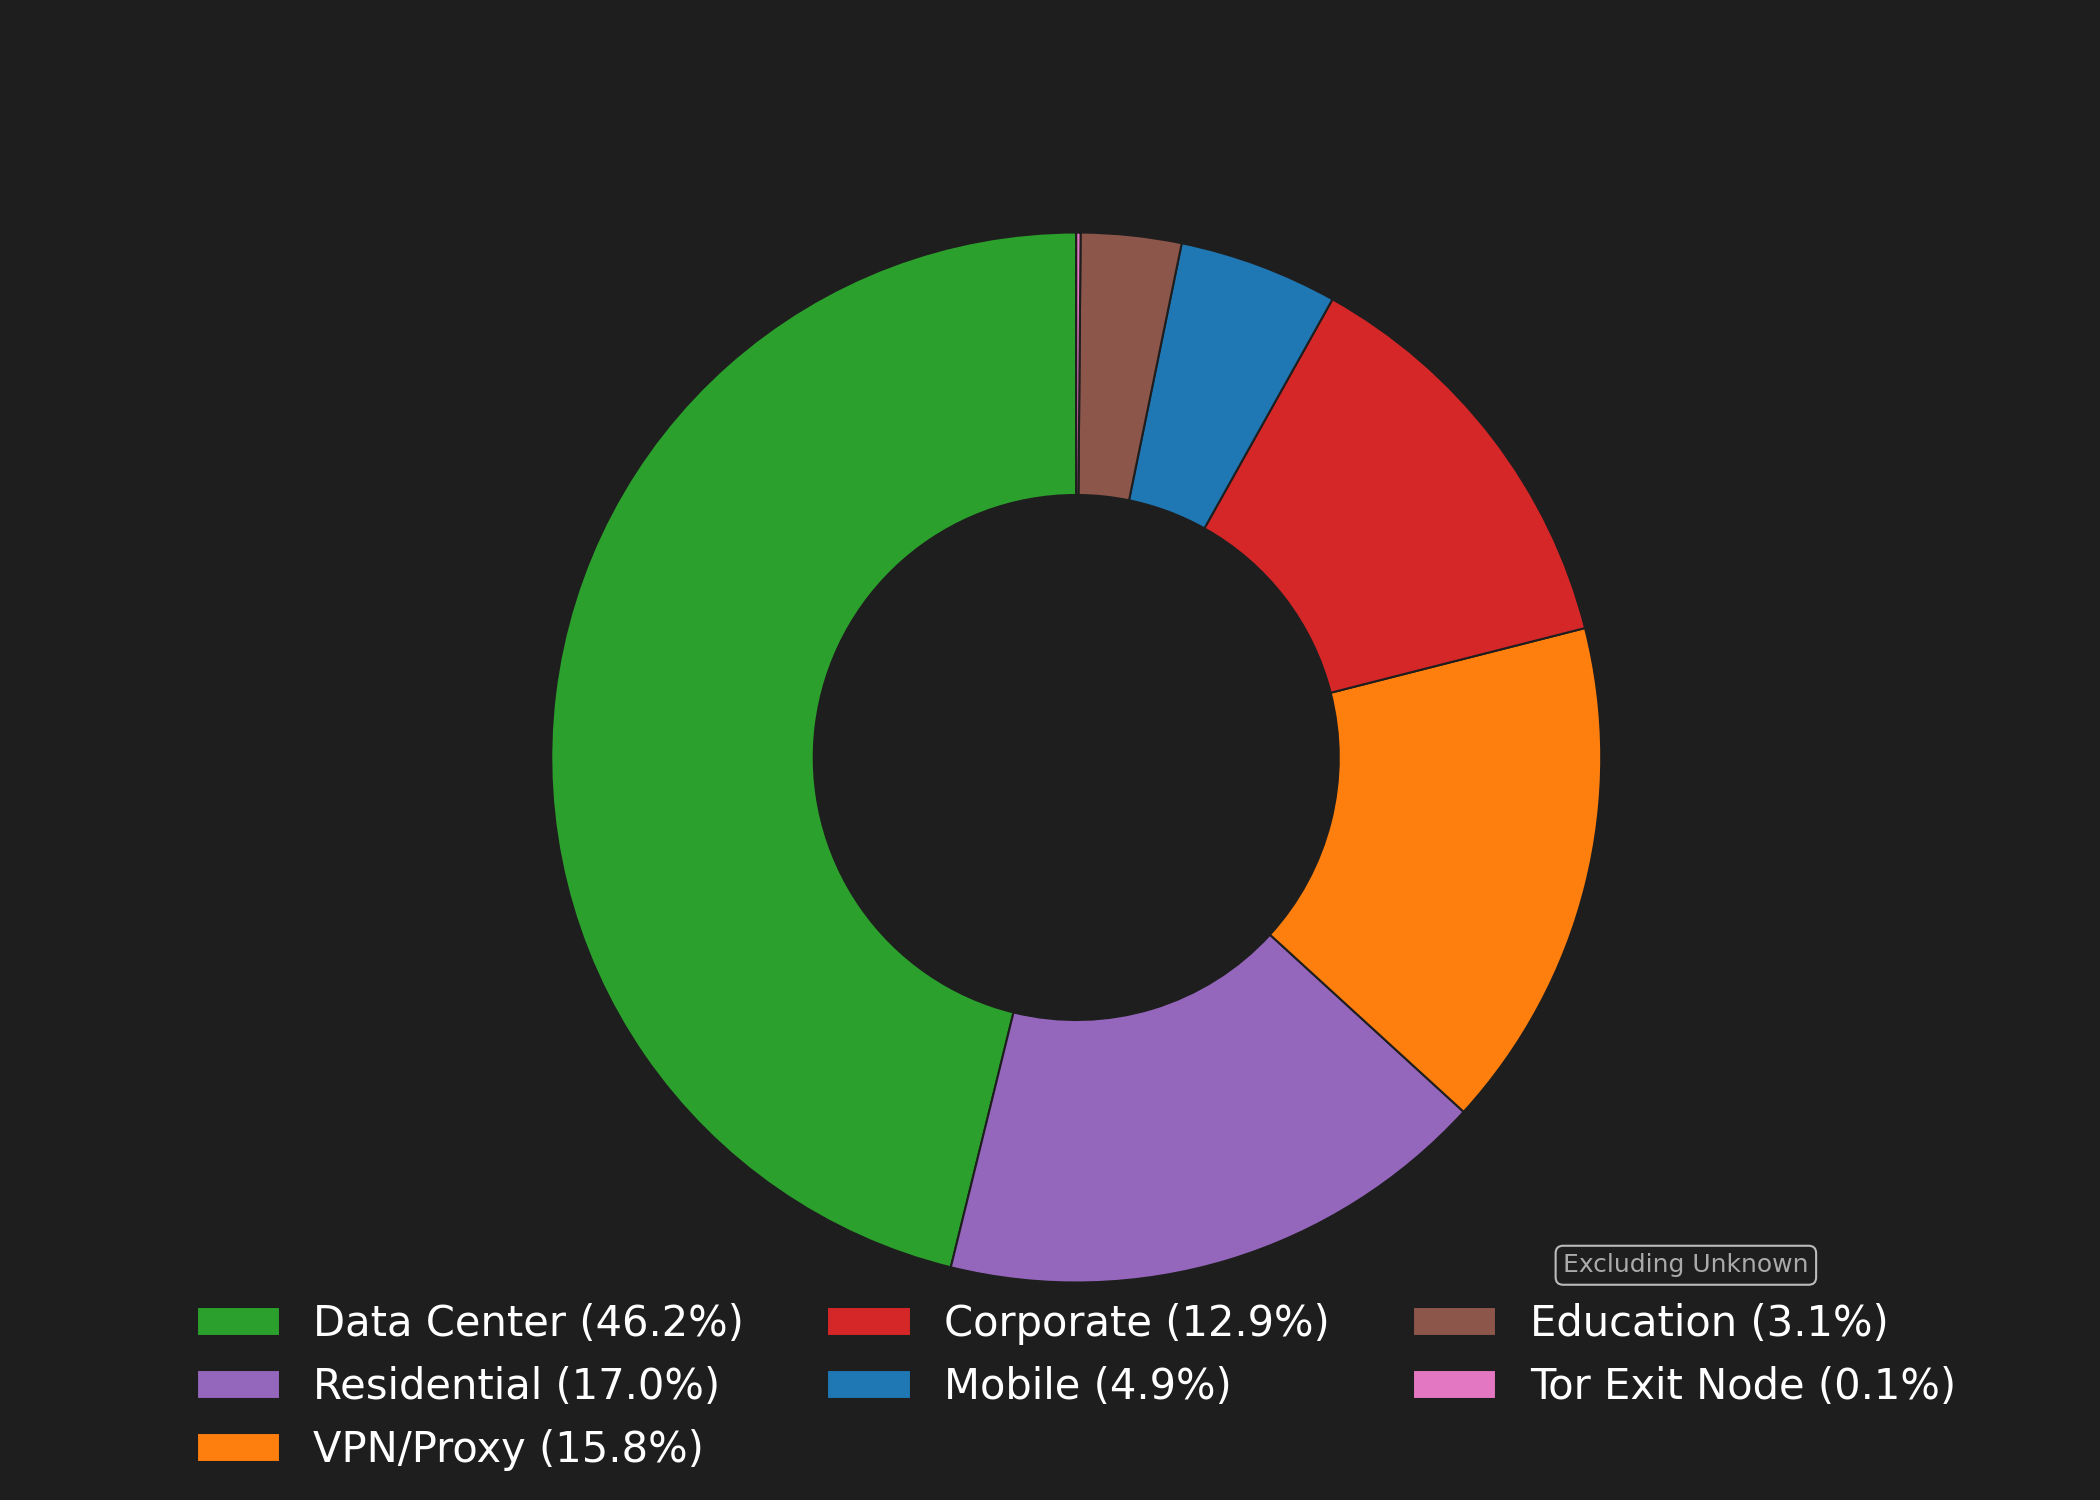 Excluding Unknown
Data Center (46.2%)
Residential (17.0%)
VPN/Proxy (15.8%)
Corporate (12.9%)
Mobile (4.9%)
Education (3.1%)
Tor Exit Node (0.1%)